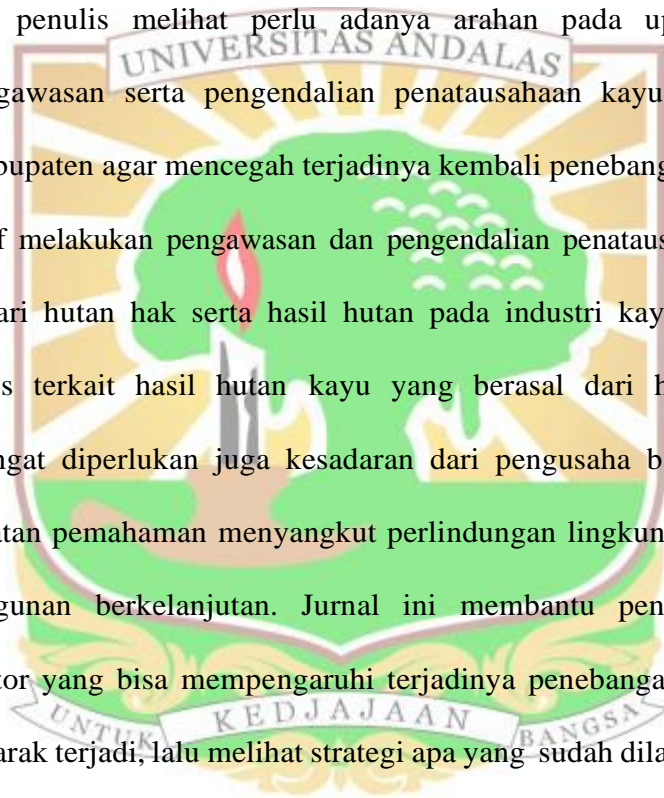 penulis melihat perlu adanya arahan pada up
UNIVERSITAS ANDALAS
gawasan serta pengendalian penatausahaan kayu
bupaten agar mencegah terjadinya kembali penebang
f melakukan pengawasan dan pengendalian penataus
ari hutan hak serta hasil hutan pada industri kay
s terkait hasil hutan kayu yang berasal dari h
ngat diperlukan juga kesadaran dari pengusaha b
atan pemahaman menyangkut perlindungan lingkun
gunan berkelanjutan. Jurnal ini membantu pen
tor yang bisa mempengaruhi terjadinya penebanga
UNTUK KEDJAJAAN BANGSA
arak terjadi, lalu melihat strategi apa yang sudah dila